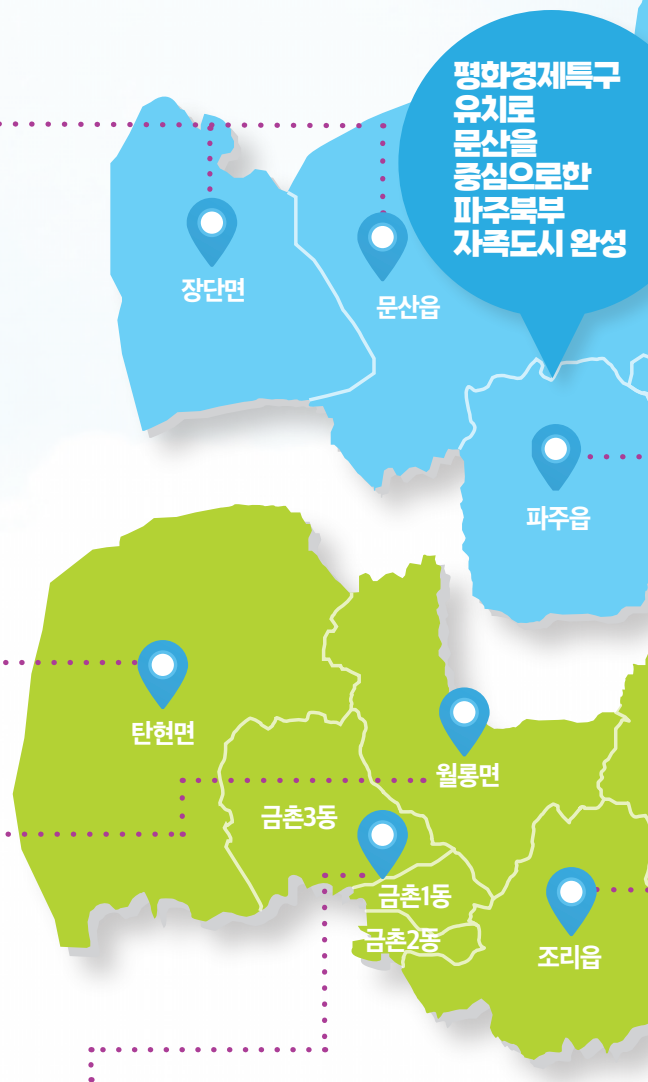 평화경제특구
유치로
문산을
중심으로한
파주북부
자족도시 완성
장단면
문산읍
파주읍
탄현면
월롱면
금촌3동
금촌1동
금촌2동
조리읍